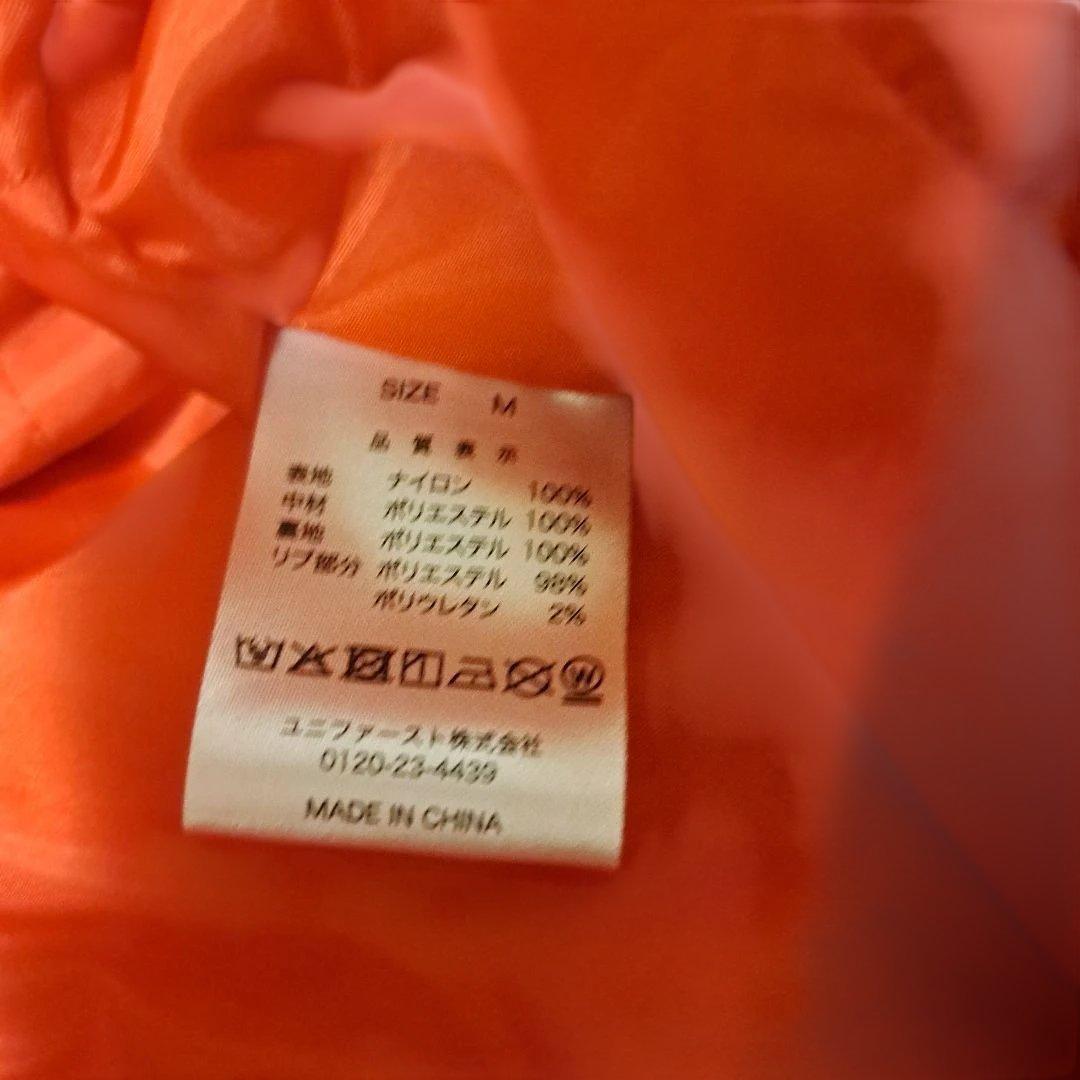 SIZE M
品質表示
表地 ナイロン 100%
中材 ポリエステル 100%
裏地 ポリエステル 100%
リブ部分 ポリエステル 98%
ポリウレタン 2%
W
ユニファースト株式会社
0120-23-4439
MADE IN CHINA